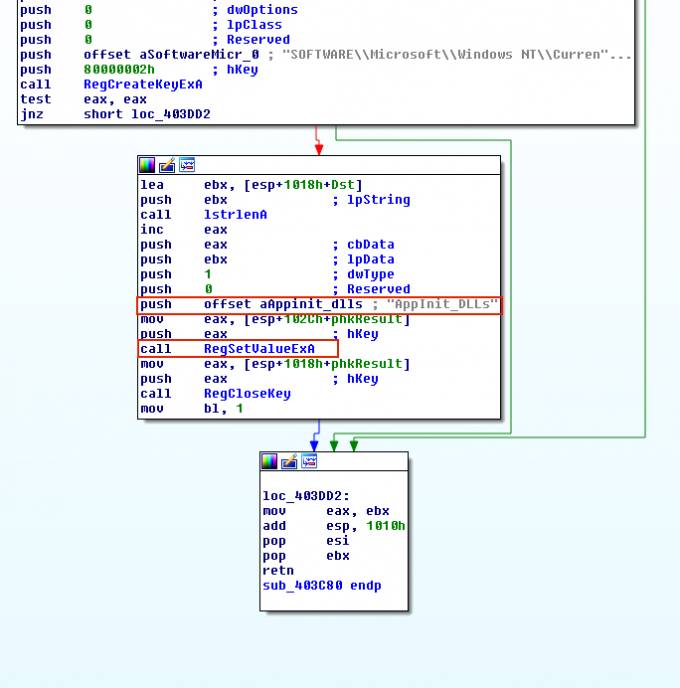 push 0 ; dwOptions
push 0 ; lpClass
push 0 ; Reserved
push offset aSoftwareMicr_0 ; "SOFTWARE\\Microsoft\\Windows NT\\Curren"...
push 80000002h ; hKey
call RegCreateKeyExA
test eax, eax
jnz short loc_403DD2
lea ebx, [esp+1018h+Dst]
push ebx ; lpString
call lstrlenA
inc eax
push eax ; cbData
push ebx ; lpData
push 1 ; dwType
push 0 ; Reserved
push offset aAppinit_dlls ; "AppInit_DLLs"
mov eax, [esp+102Ch+phkResult]
push eax ; hKey
call RegSetValueExA
mov eax, [esp+1018h+phkResult]
push eax ; hKey
call RegCloseKey
mov bl, 1
loc_403DD2:
mov eax, ebx
add esp, 1010h
pop esi
pop ebx
retn
sub_403C80 endp